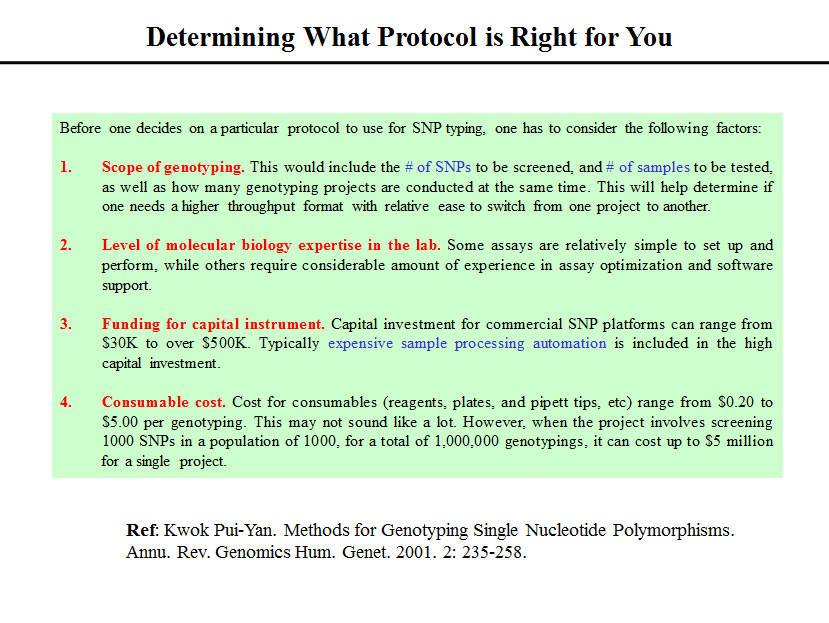 Determining What Protocol is Right for You
Before one decides on a particular protocol to use for SNP typing, one has to consider the following factors:
1. Scope of genotyping. This would include the # of SNPs to be screened, and # of samples to be tested,
as well as how many genotyping projects are conducted at the same time. This will help determine if
one needs a higher throughput format with relative ease to switch from one project to another.
2. Level of molecular biology expertise in the lab. Some assays are relatively simple to set up and
perform, while others require considerable amount of experience in assay optimization and software
support.
3. Funding for capital instrument. Capital investment for commercial SNP platforms can range from
$30K to over $500K. Typically expensive sample processing automation is included in the high
capital investment.
4. Consumable cost. Cost for consumables (reagents, plates, and pipett tips, etc) range from $0.20 to
$5.00 per genotyping. This may not sound like a lot. However, when the project involves screening
1000 SNPs in a population of 1000, for a total of 1,000,000 genotypings, it can cost up to $5 million
for a single project.
Ref: Kwok Pui-Yan. Methods for Genotyping Single Nucleotide Polymorphisms.
Annu. Rev. Genomics Hum. Genet. 2001. 2: 235-258.